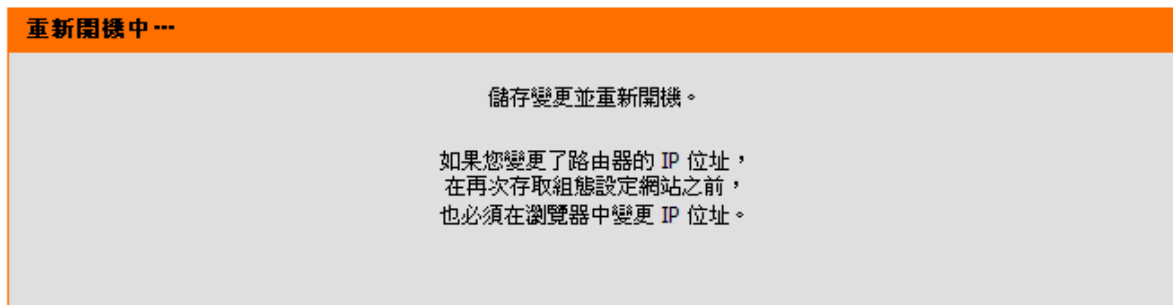 重新開機中…
儲存變更並重新開機。
如果您變更了路由器的 IP 位址，
在再次存取組態設定網站之前，
也必須在瀏覽器中變更 IP 位址。